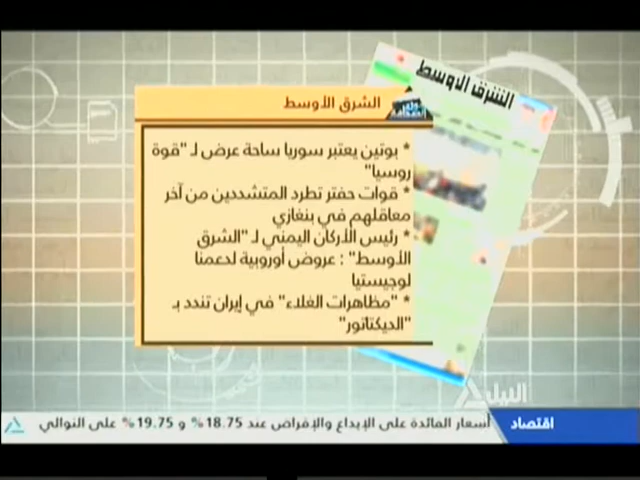 الشرق الأوسط
الشرق الاوسط
* بوتين يعتبر سوريا ساحة عرض لـ "قوة
روسيا"
* قوات حفتر تطرد المتشددين من آخر
معاقلهم في بنغازي
* رئيس الأركان اليمني لـ "الشرق
الأوسط" : عروض أوروبية لدعمنا
لوجيستيا
* "مظاهرات الغلاء" في إيران تندد بـ
"الديكتاتور"
النيل
اقتصاد
أسعار الفائدة على الإيداع والإقراض عند 18.75% و 19.75% على التوالي